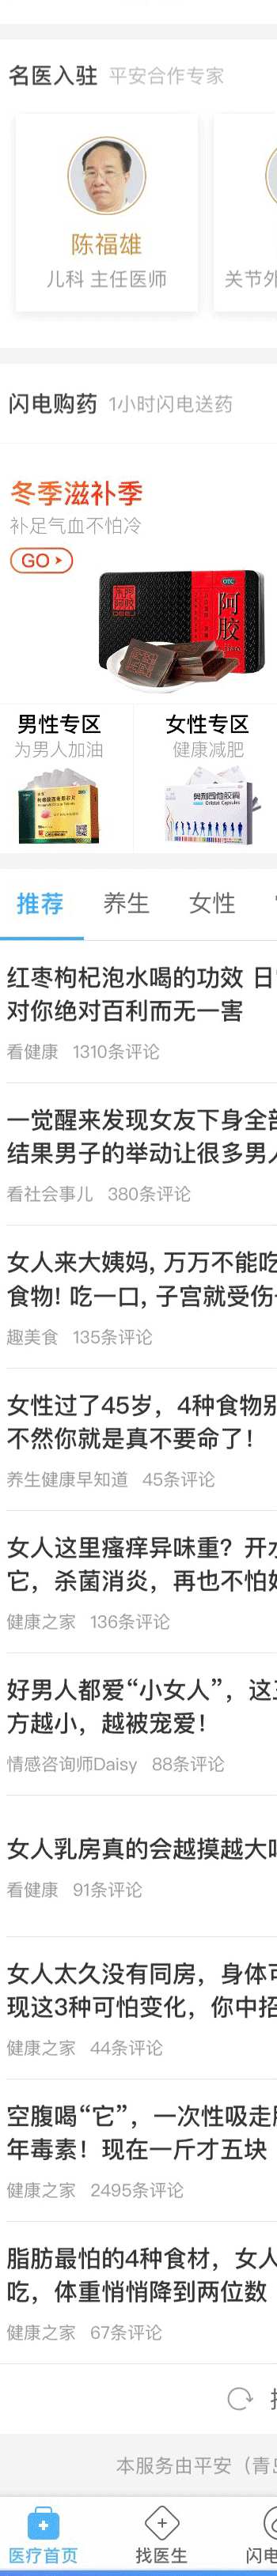 名医入驻 平安合作专家
陈福雄
儿科 主任医师
关节外
闪电购药 1小时闪电送药
冬季滋补季
补足气血不怕冷
GO
OTC
阿胶
DEEJ
男性专区 女性专区
为男人加油 健康减肥
奥利司他胶囊
Orlistat Capsules
推荐 养生 女性
红枣枸杞泡水喝的功效 日
对你绝对百利而无一害
看健康 1310条评论
一觉醒来发现女友下身全部
结果男子的举动让很多男人
看社会事儿 380条评论
女人来大姨妈, 万万不能吃
食物! 吃一口, 子宫就受伤
趣美食 135条评论
女性过了45岁，4种食物别
不然你就是真不要命了！
养生健康早知道 45条评论
女人这里瘙痒异味重？开水
它，杀菌消炎，再也不怕妇
健康之家 136条评论
好男人都爱“小女人”，这三
方越小，越被宠爱！
情感咨询师Daisy 88条评论
女人乳房真的会越摸越大吗
看健康 91条评论
女人太久没有同房，身体可
现这3种可怕变化，你中招
健康之家 44条评论
空腹喝“它”，一次性吸走肠
年毒素！现在一斤才五块
健康之家 2495条评论
脂肪最怕的4种食材，女人
吃，体重悄悄降到两位数
健康之家 67条评论
本服务由平安（青岛
医疗首页 找医生 闪电